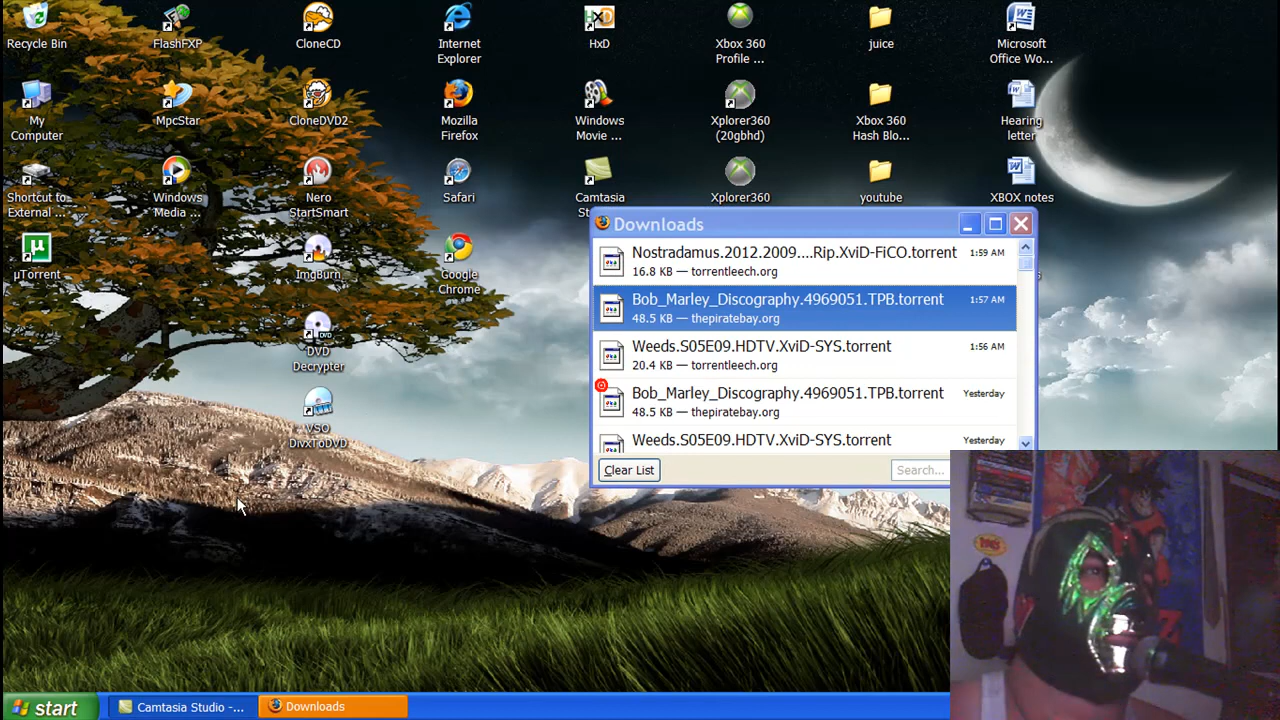 Recycle Bin
FlashFXP
CloneCD
Internet
Explorer
HxD
Xbox 360
Profile ...
juice
Microsoft
Office Wo...
My
Computer
MpcStar
CloneDVD2
Mozilla
Firefox
Windows
Movie ...
Xplorer360
(20gbhd)
Xbox 360
Hash Blo...
Hearing
letter
Shortcut to
External ...
Windows
Media ...
Nero
StartSmart
Safari
Camtasia
Xplorer360
youtube
XBOX notes
µTorrent
ImgBurn
Google
Chrome
DVD
Decrypter
VSO
DivxToDVD
Downloads
Nostradamus.2012.2009....Rip.XviD-FiCO.torrent
1:59 AM
16.8 KB — torrentleech.org
Bob_Marley_Discography.4969051.TPB.torrent
1:57 AM
48.5 KB — thepiratebay.org
Weeds.S05E09.HDTV.XviD-SYS.torrent
1:56 AM
20.4 KB — torrentleech.org
Bob_Marley_Discography.4969051.TPB.torrent
Yesterday
48.5 KB — thepiratebay.org
Weeds.S05E09.HDTV.XviD-SYS.torrent
Yesterday
Clear List
Search...
start
Camtasia Studio -...
Downloads